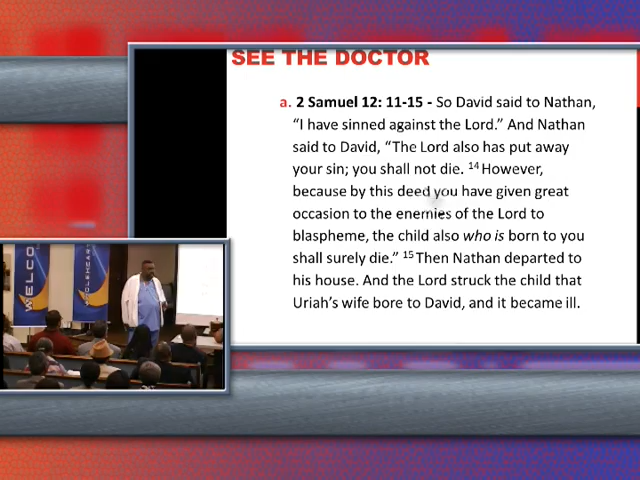 SEE THE DOCTOR
a. 2 Samuel 12: 11-15 - So David said to Nathan,
“I have sinned against the Lord.” And Nathan
said to David, “The Lord also has put away
your sin; you shall not die. 14 However,
because by this deed you have given great
occasion to the enemies of the Lord to
blaspheme, the child also who is born to you
shall surely die.” 15 Then Nathan departed to
his house. And the Lord struck the child that
Uriah’s wife bore to David, and it became ill.
WELCO